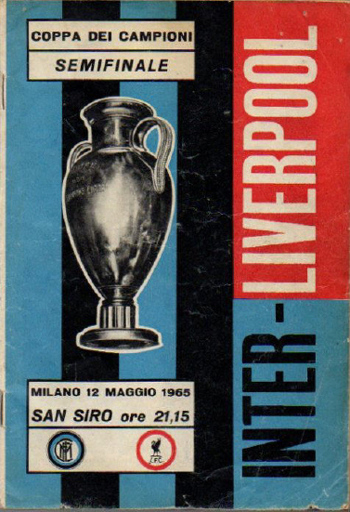 COPPA DEI CAMPIONI
SEMIFINALE
INTER - LIVERPOOL
MILANO 12 MAGGIO 1965
SAN SIRO ore 21,15
L.F.C.